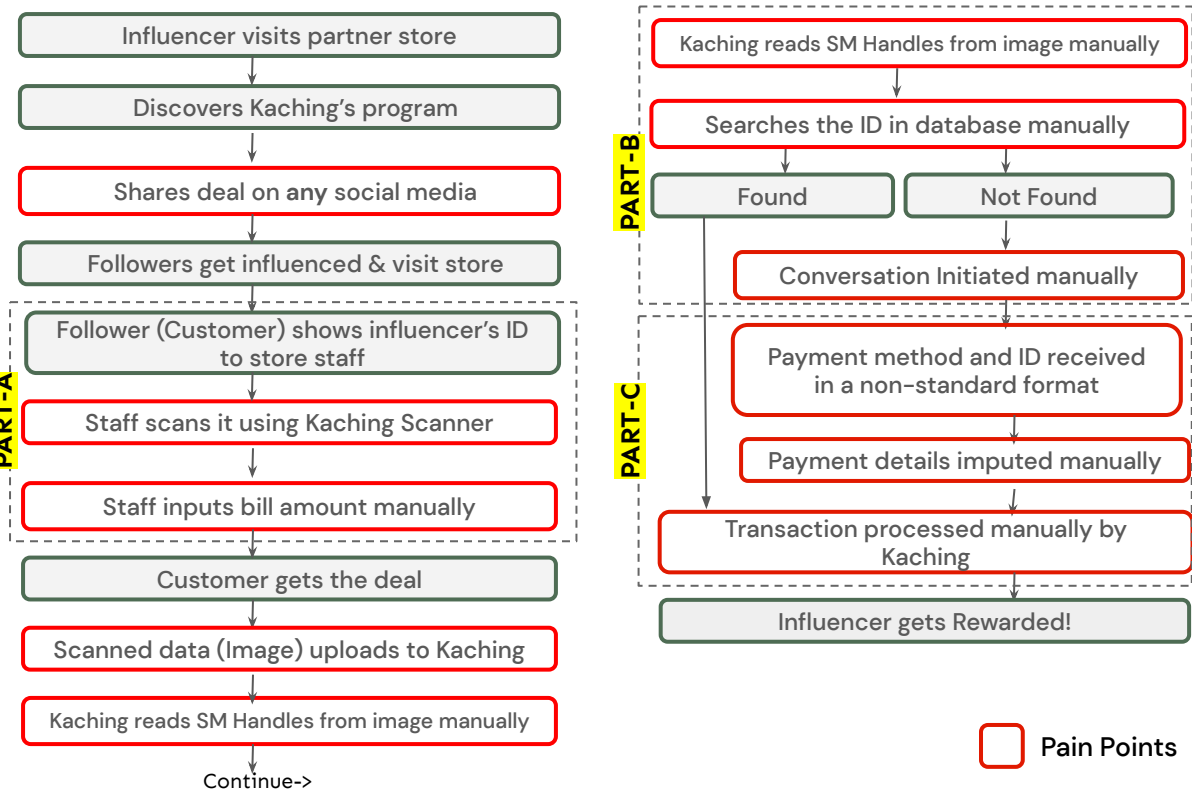 Influencer visits partner store
Discovers Kaching's program
Shares deal on any social media
Followers get influenced & visit store
PART-A
Follower (Customer) shows influencer's ID
to store staff
Staff scans it using Kaching Scanner
Staff inputs bill amount manually
Customer gets the deal
Scanned data (Image) uploads to Kaching
Kaching reads SM Handles from image manually
Continue->
PART-B
Kaching reads SM Handles from image manually
Searches the ID in database manually
Found
Not Found
Conversation Initiated manually
PART-C
Payment method and ID received
in a non-standard format
Payment details imputed manually
Transaction processed manually by
Kaching
Influencer gets Rewarded!
Pain Points